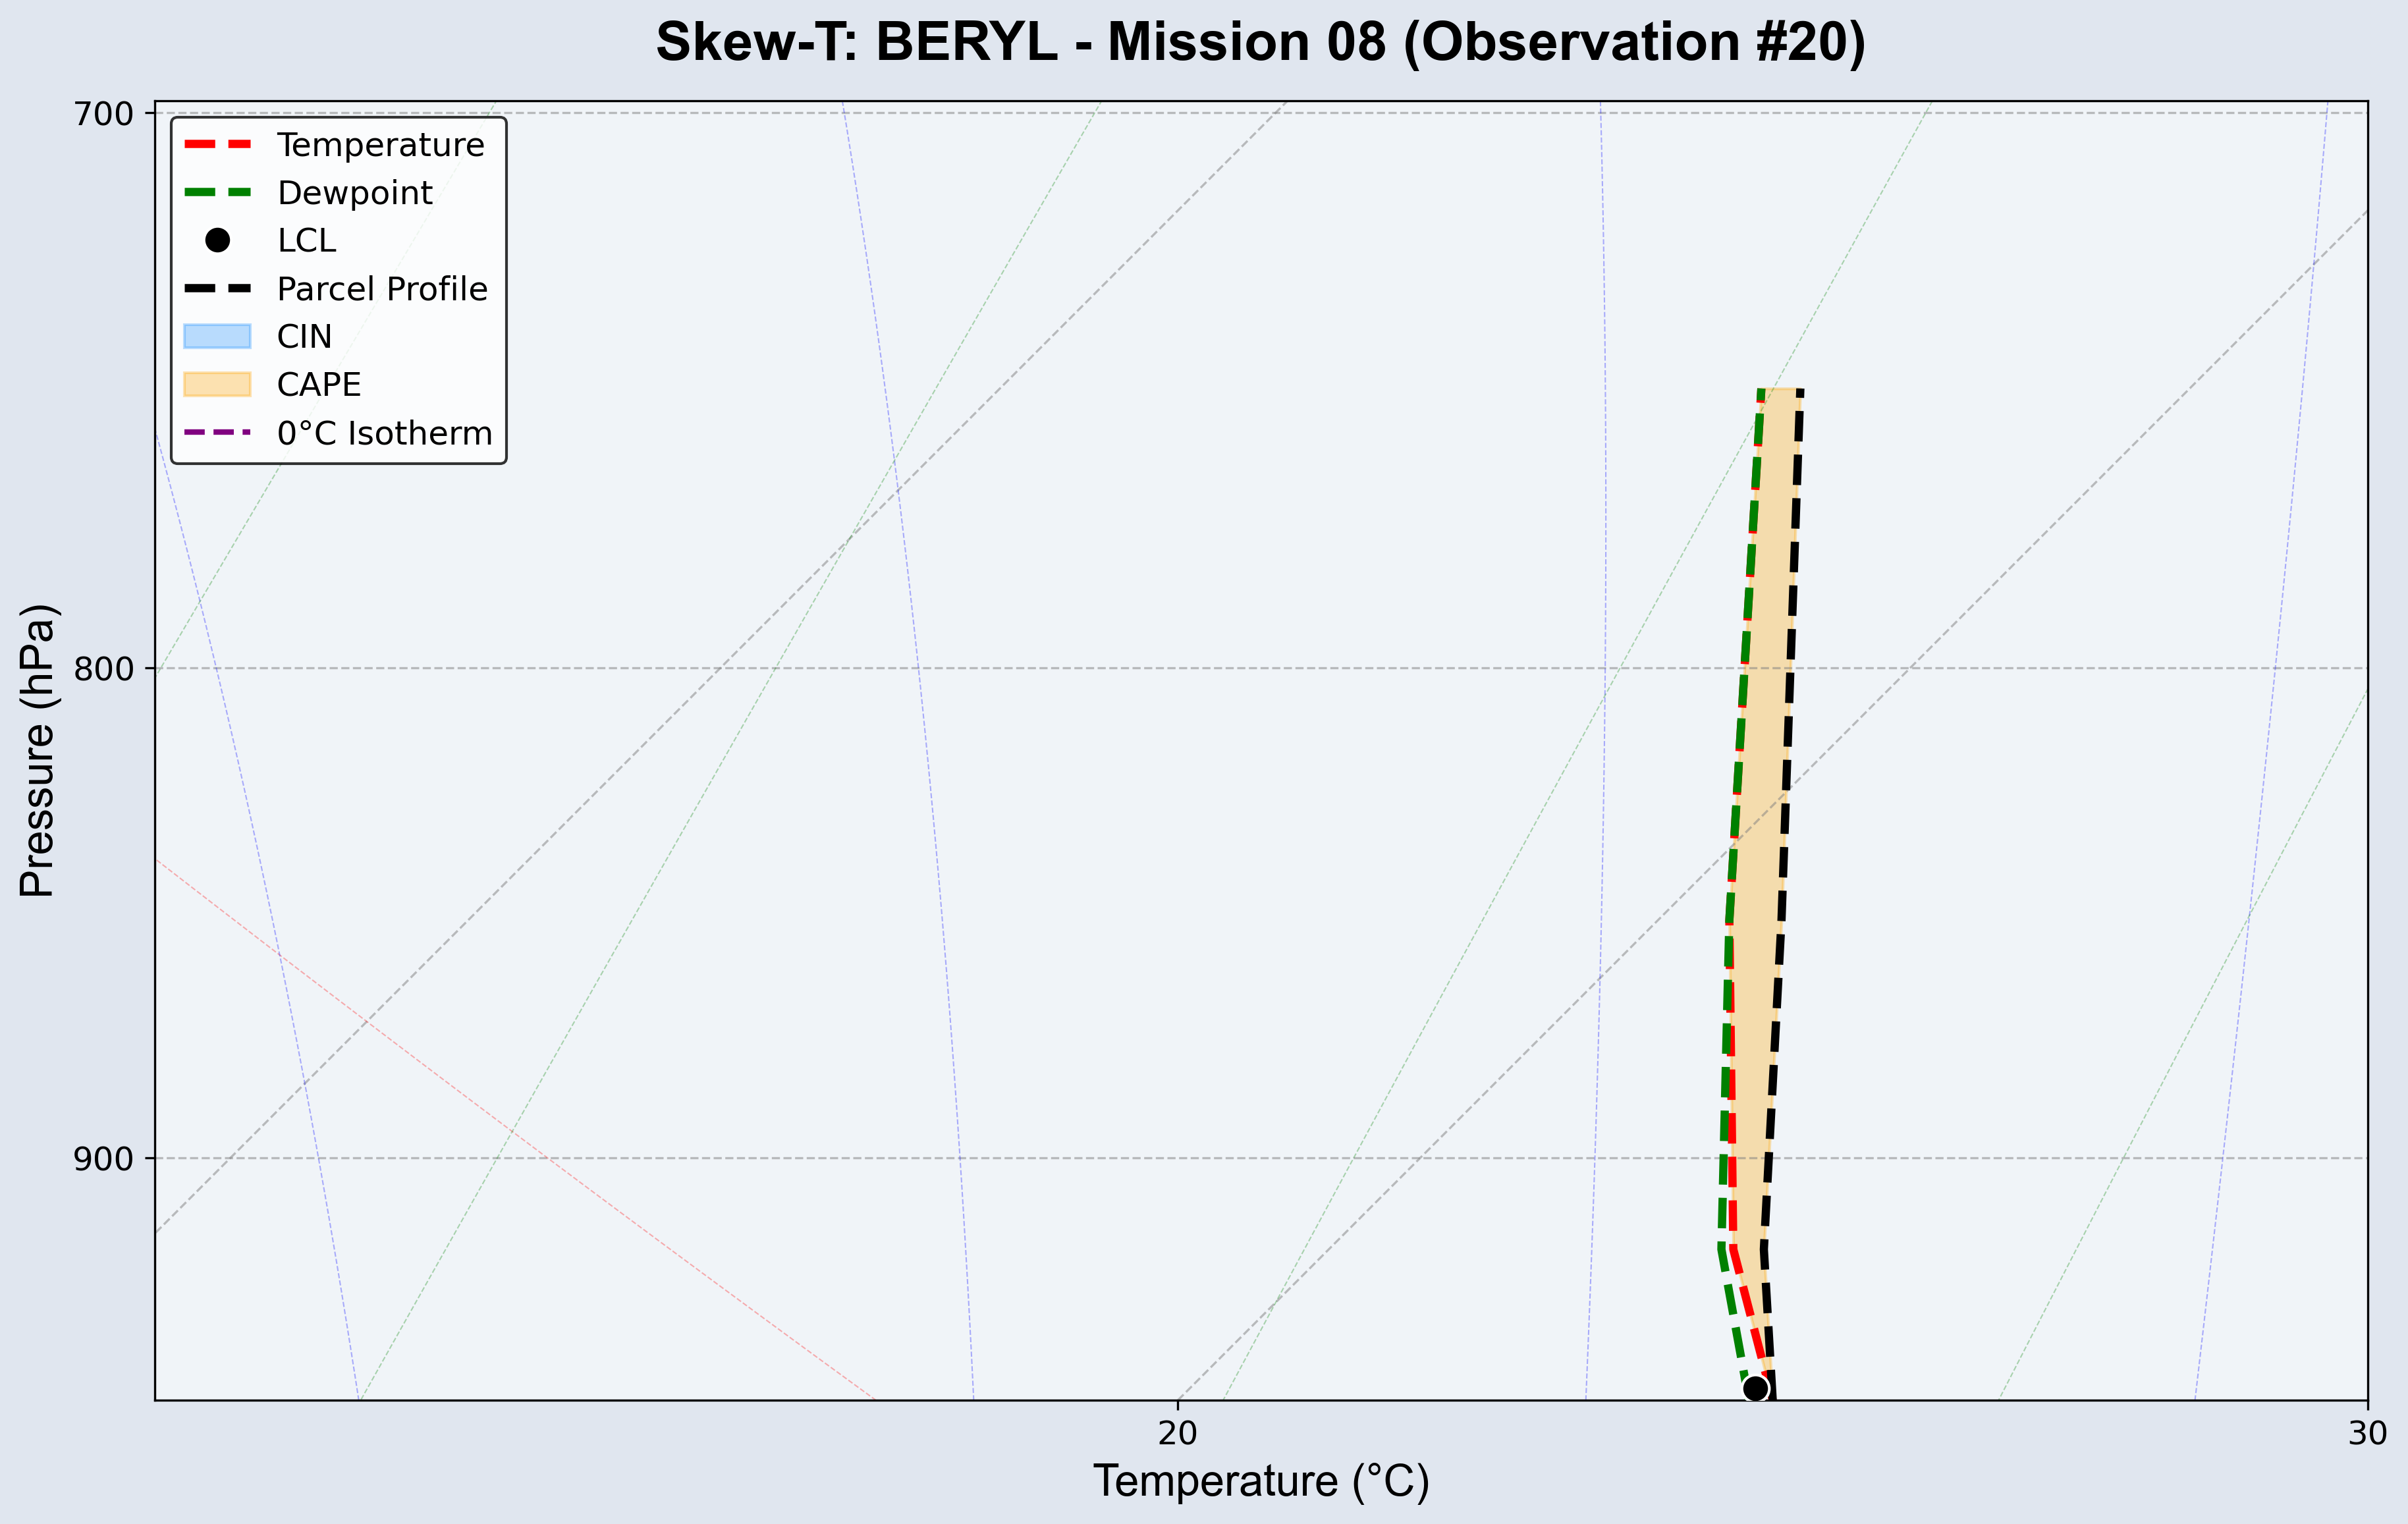 Skew-T: BERYL - Mission 08 (Observation #20)
700
800
900
Pressure (hPa)
Temperature
Dewpoint
LCL
Parcel Profile
CIN
CAPE
0°C Isotherm
20
30
Temperature (°C)